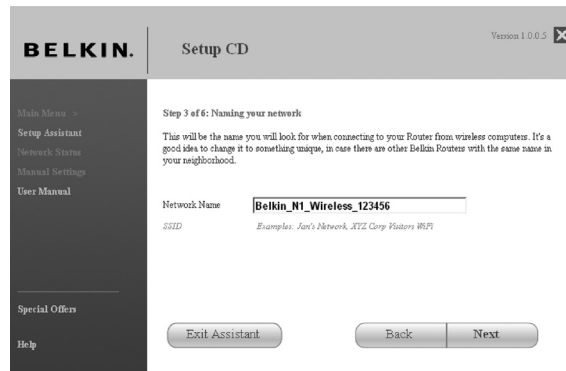 BELKIN.
Setup CD
Version 1.0.0.5
Main Menu
Setup Assistant
Network Status
Manual Settings
User Manual
Special Offers
Help
Step 3 of 6: Naming your network
This will be the name you will look for when connecting to your Router from wireless computers. It's a
good idea to change it to something unique, in case there are other Belkin Routers with the same name in
your neighborhood.
Network Name
Belkin_N1_Wireless_123456
SSID
Examples: Jan's Network, XYZ Corp Visitors WiFi
Exit Assistant
Back
Next